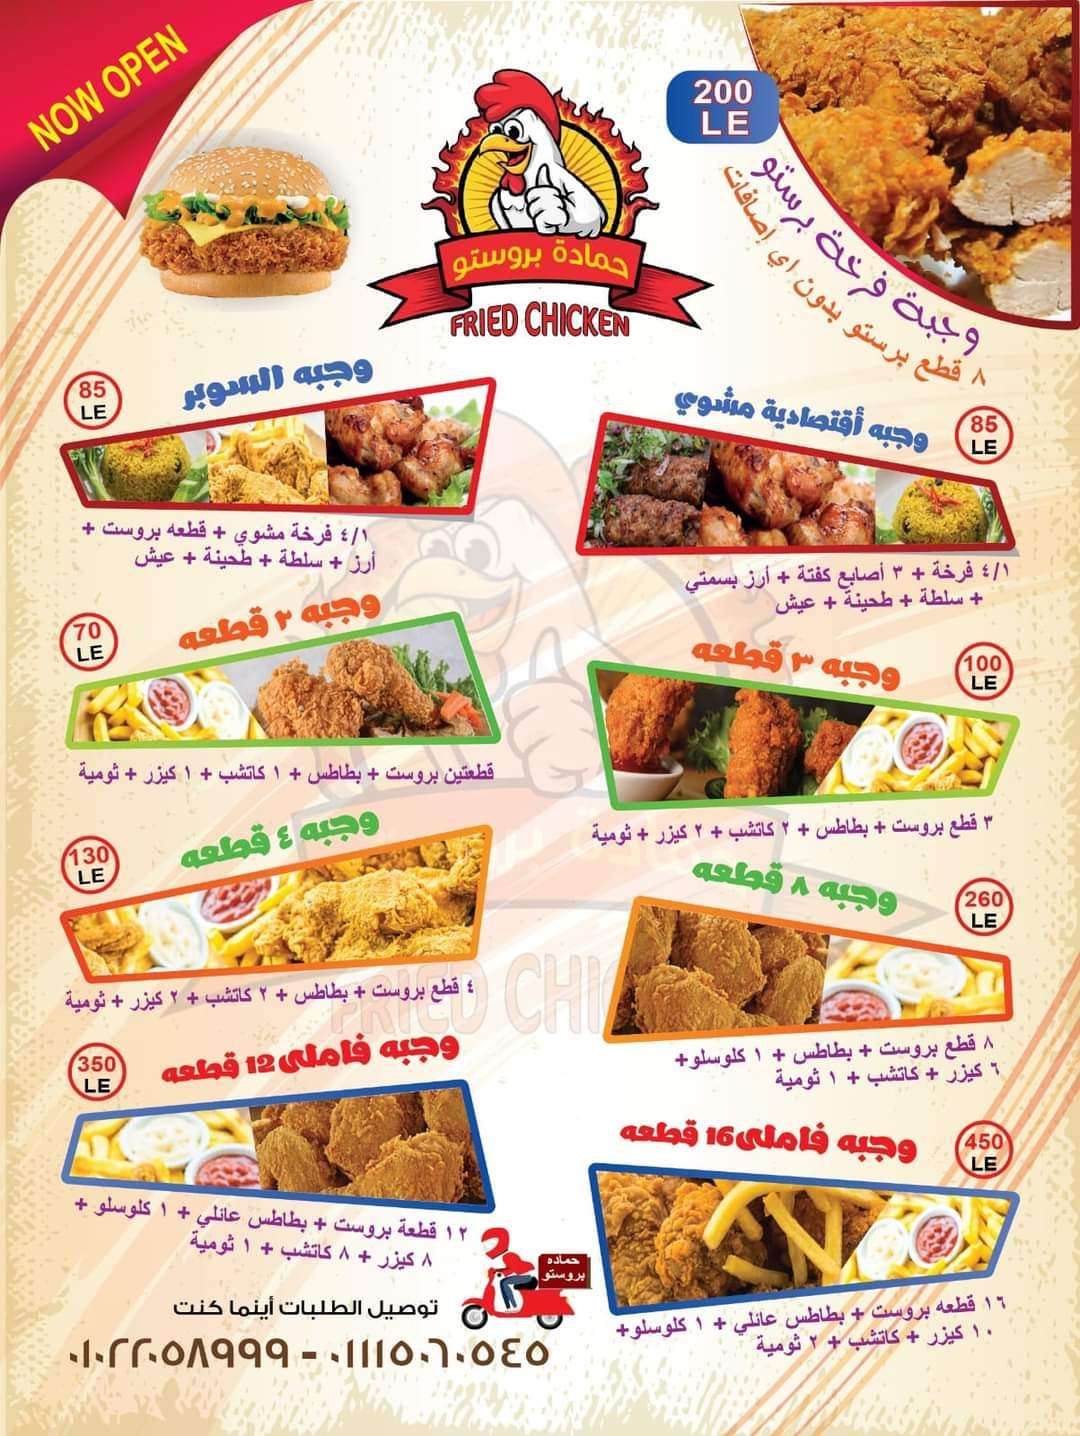 NOW OPEN
حمادة بروستو
FRIED CHICKEN
200
LE
وجبة فرخة برستو
٨ قطع برستو بدون اي اضافات
وجبه السوبر
85
LE
١/٤ فرخة مشوي + قطعه بروست +
أرز + سلطة + طحينة + عيش
وجبه أقتصادية مشوي
85
LE
١/٤ فرخة + ٣ أصابع كفتة + أرز بسمتي
+ سلطة + طحينة + عيش
وجبه ٢ قطعه
70
LE
قطعتين بروست + بطاطس + ١ كاتشب + ١ كيزر + ثومية
وجبه ٣ قطعه
100
LE
٣ قطع بروست + بطاطس + ٢ كاتشب + ٢ كيزر + ثومية
وجبه ٤ قطعه
130
LE
٤ قطع بروست + بطاطس + ٢ كاتشب + ٢ كيزر + ثومية
وجبه ٨ قطعه
260
LE
٨ قطع بروست + بطاطس + ١ كلوسلو+
٦ كيزر + كاتشب + ١ ثومية
وجبه فاملى 12 قطعه
350
LE
١٢ قطعة بروست + بطاطس عائلي + ١ كلوسلو +
٨ كيزر + ٨ كاتشب + ١ ثومية
وجبه فاملى 16 قطعه
450
LE
١٦ قطعه بروست + بطاطس عائلي + ١ كلوسلو+
١٠ كيزر + كاتشب + ٢ ثومية
حماده
بروستو
توصيل الطلبات أينما كنت
٠١٠٢٢٠٥٨٩٩٩ - ٠١١١٥٠٦٠٥٤٥
FRIED CHIC